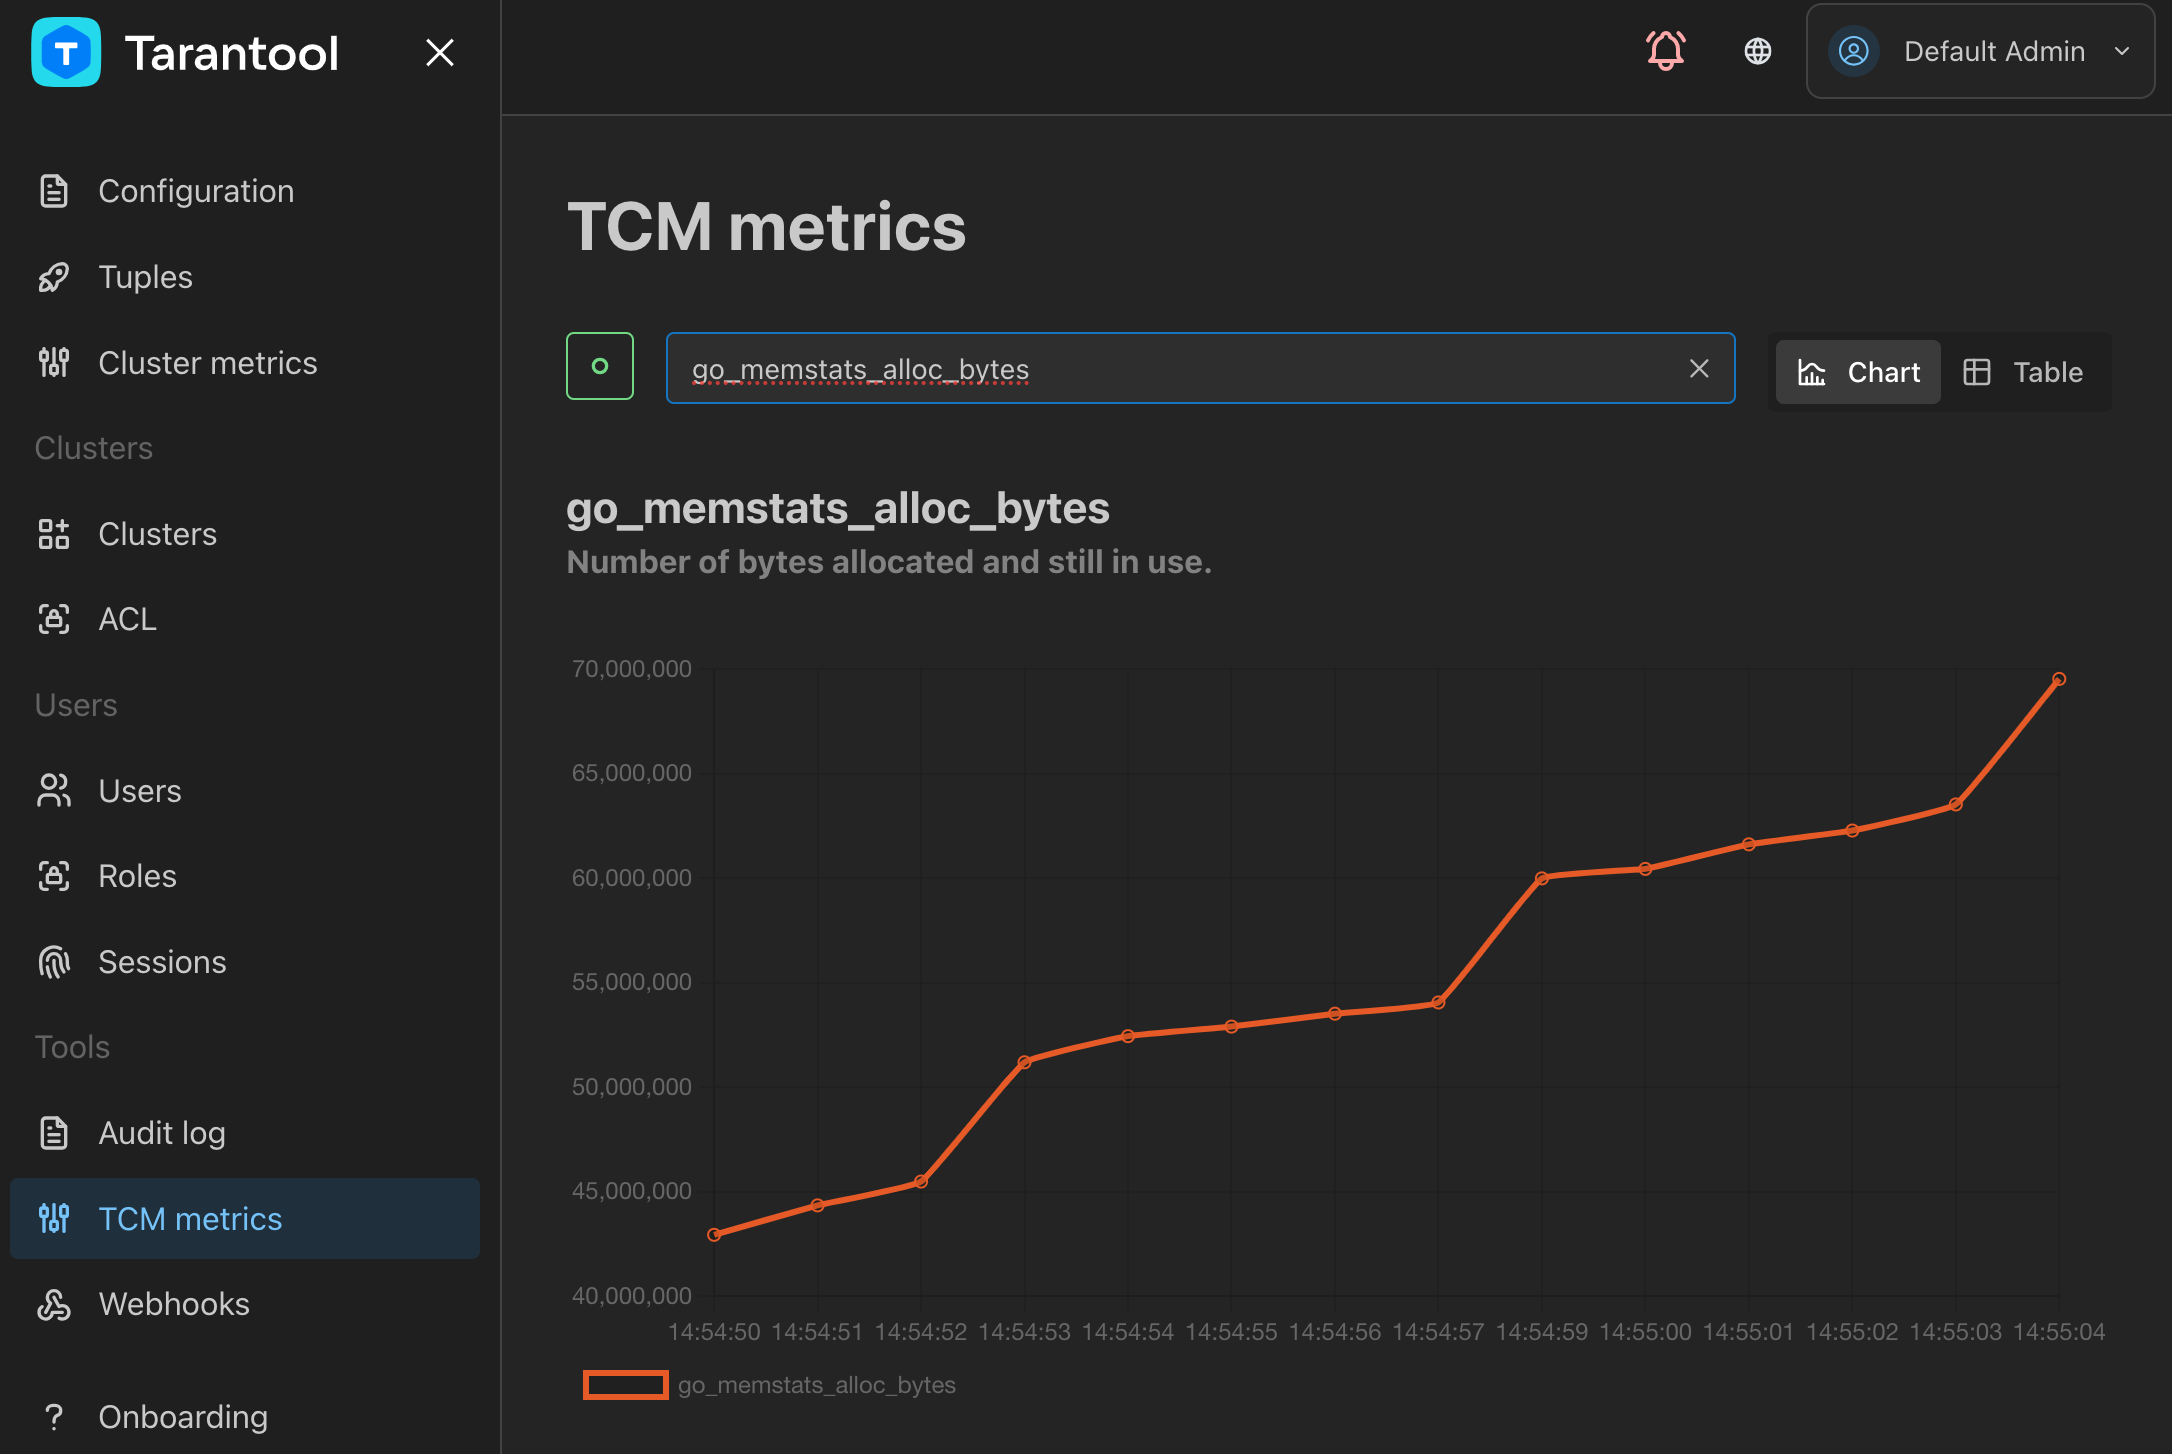 Tarantool
Default Admin
Configuration
Tuples
Cluster metrics
Clusters
Clusters
ACL
Users
Users
Roles
Sessions
Tools
Audit log
TCM metrics
Webhooks
? Onboarding
TCM metrics
go_memstats_alloc_bytes
Chart
Table
go_memstats_alloc_bytes
Number of bytes allocated and still in use.
70,000,000
65,000,000
60,000,000
55,000,000
50,000,000
45,000,000
40,000,000
14:54:50 14:54:51 14:54:52 14:54:53 14:54:54 14:54:55 14:54:56 14:54:57 14:54:59 14:55:00 14:55:01 14:55:02 14:55:03 14:55:04
go_memstats_alloc_bytes